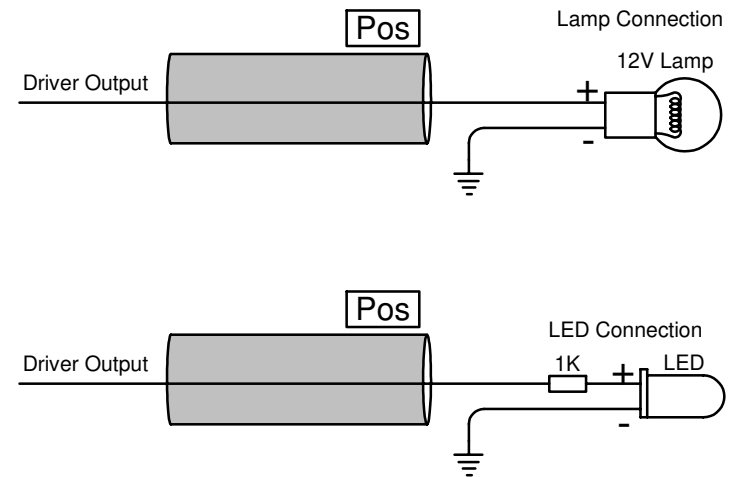 Pos
Lamp Connection
12V Lamp
Driver Output
+
-
Pos
LED Connection
Driver Output
1K
+
LED
-